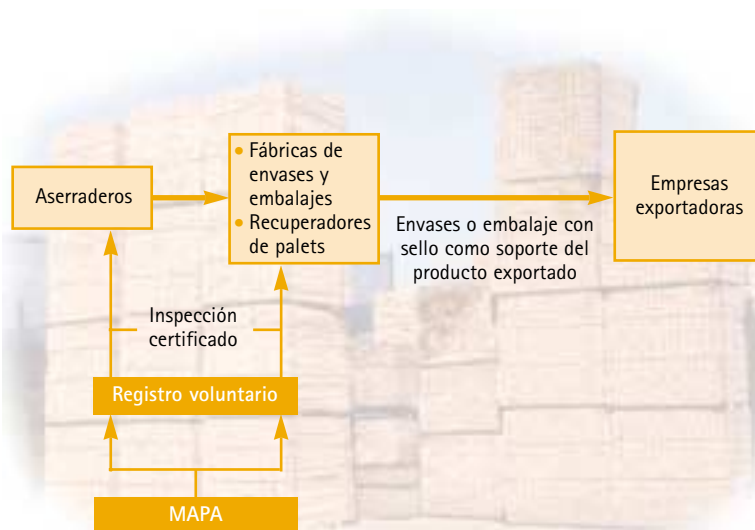 Aserraderos
• Fábricas de
envases y
embalajes
• Recuperadores
de palets
Empresas
exportadoras
Envases o embalaje con
sello como soporte del
producto exportado
Inspección
certificado
Registro voluntario
MAPA